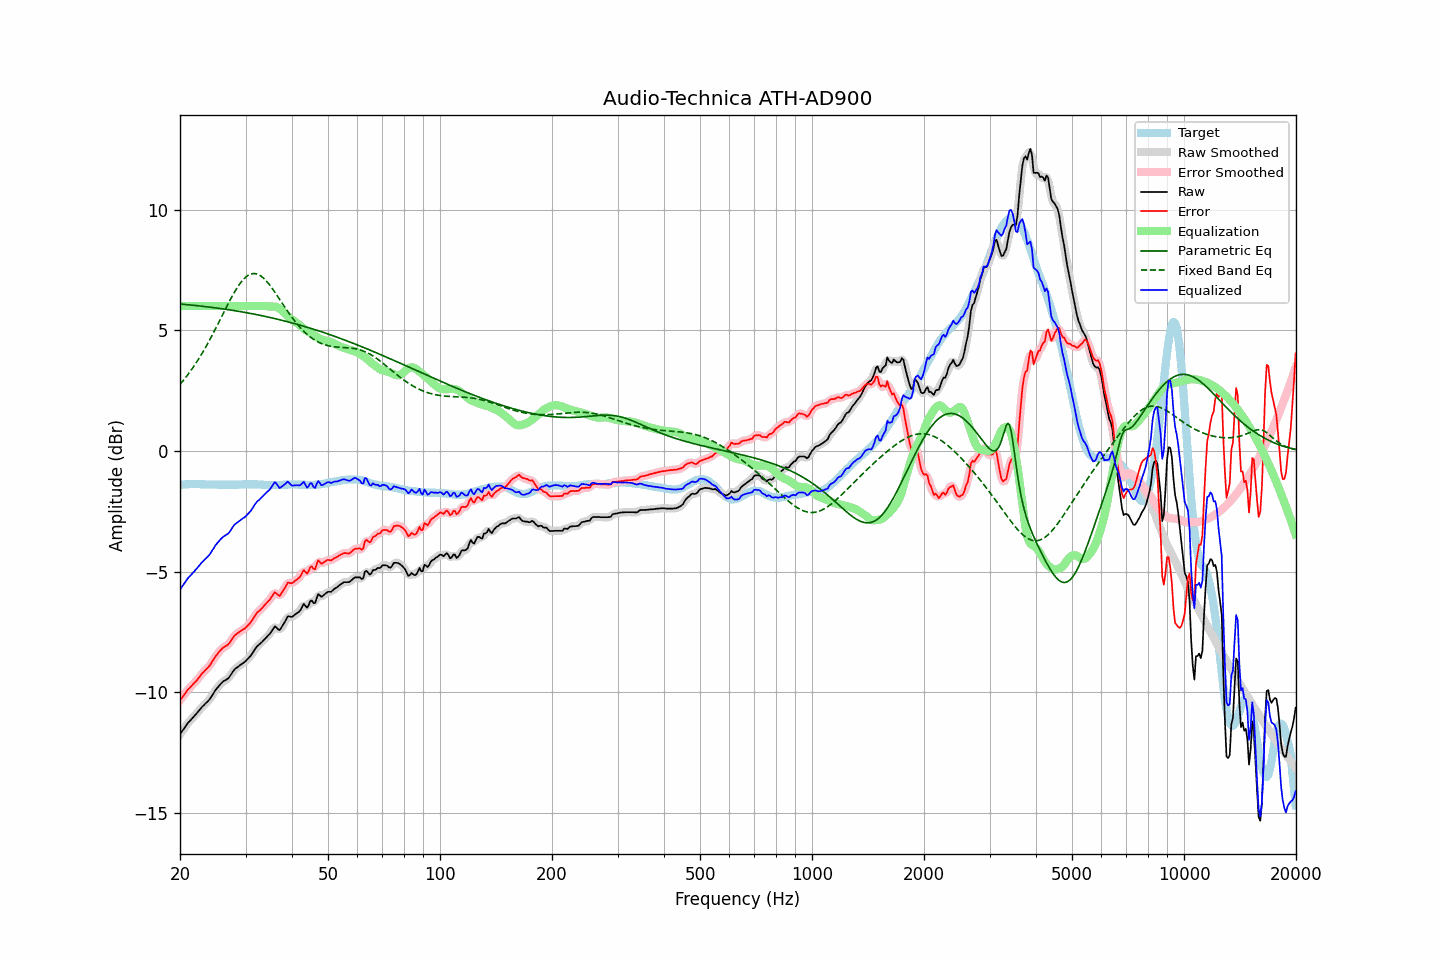 Audio-Technica ATH-AD900
Amplitude (dBr)
10
5
0
−5
−10
−15
Target
Raw Smoothed
Error Smoothed
Raw
Error
Equalization
Parametric Eq
Fixed Band Eq
Equalized
20 50 100 200 500 1000 2000 5000 10000 20000
Frequency (Hz)